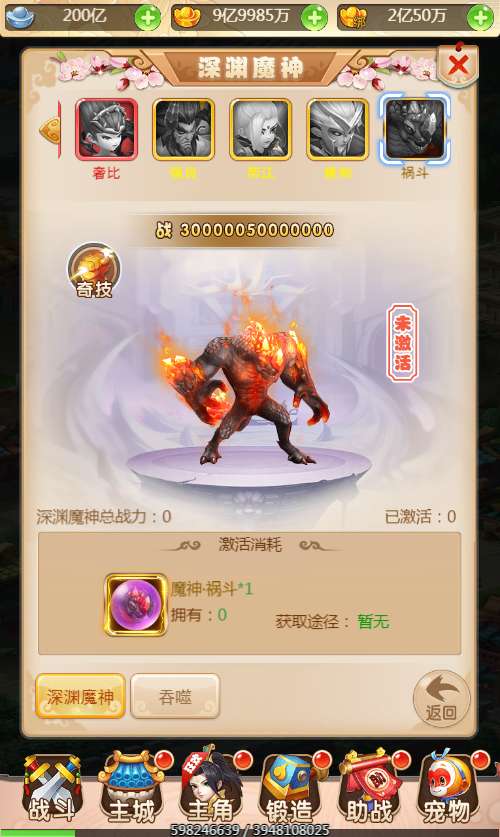 200亿
9亿9985万
2亿50万
深渊魔神
奢比
祸斗
战 30000050000000
奇技
未激活
深渊魔神总战力：0
已激活：0
激活消耗
魔神·祸斗*1
拥有：0
获取途径：暂无
深渊魔神
吞噬
返回
战斗
主城
主角
锻造
助战
宠物
598246639 / 3948108025